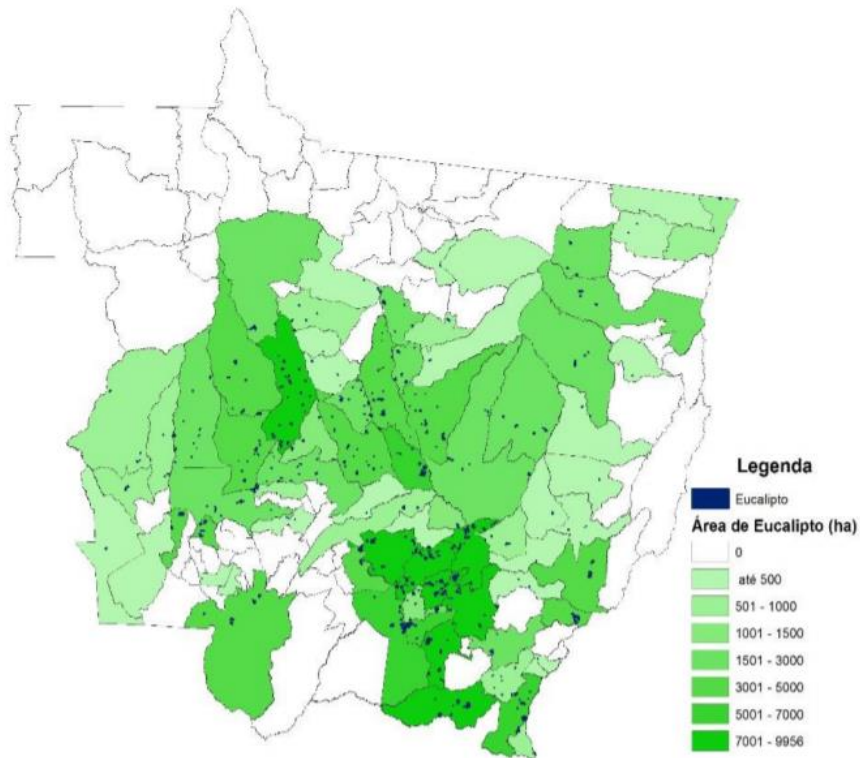 Legenda
Eucalipto
Área de Eucalipto (ha)
0
até 500
501 - 1000
1001 - 1500
1501 - 3000
3001 - 5000
5001 - 7000
7001 - 9956